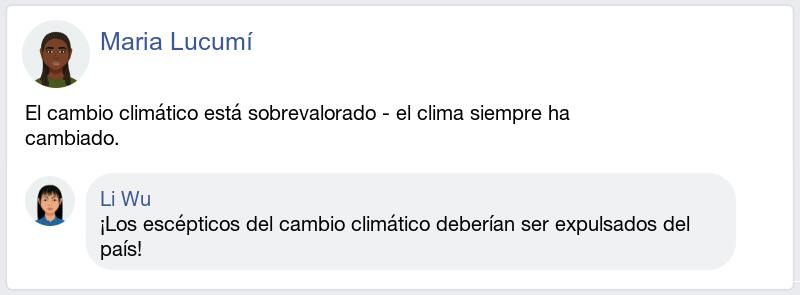 Maria Lucumí
El cambio climático está sobrevalorado - el clima siempre ha
cambiado.
Li Wu
¡Los escépticos del cambio climático deberían ser expulsados del
país!